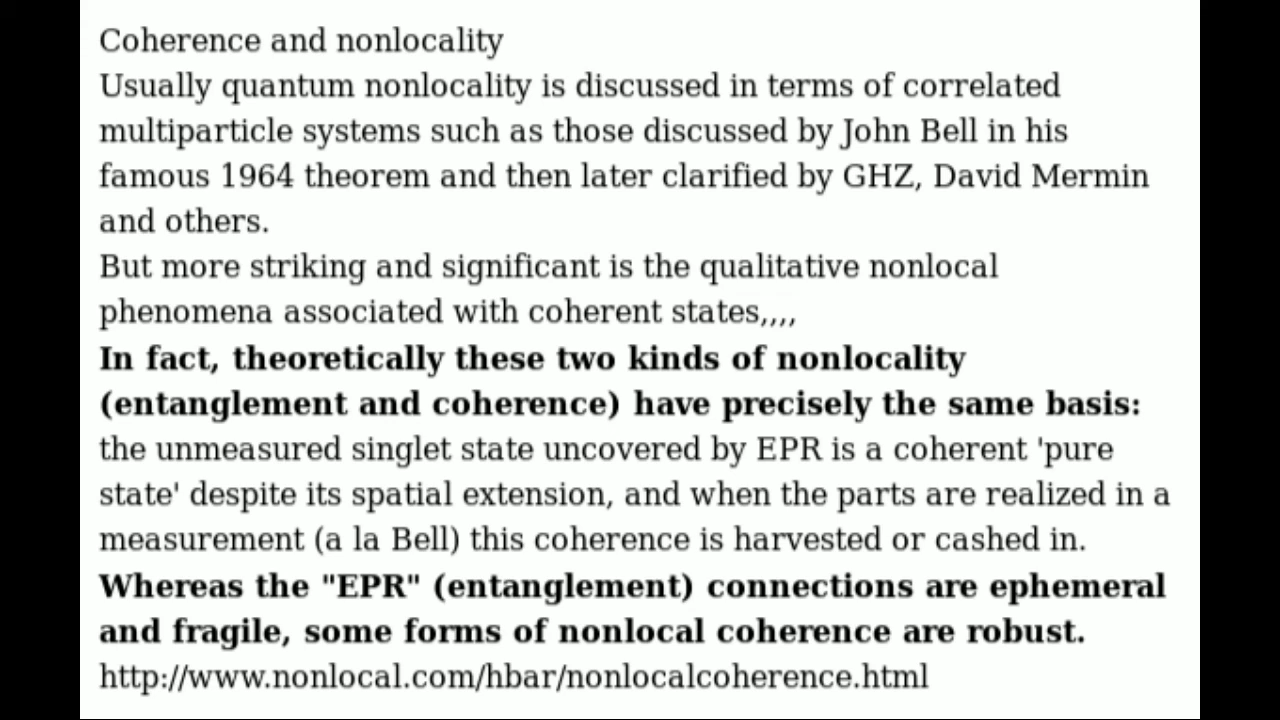 Coherence and nonlocality
Usually quantum nonlocality is discussed in terms of correlated
multiparticle systems such as those discussed by John Bell in his
famous 1964 theorem and then later clarified by GHZ, David Mermin
and others.
But more striking and significant is the qualitative nonlocal
phenomena associated with coherent states,,,,
In fact, theoretically these two kinds of nonlocality
(entanglement and coherence) have precisely the same basis:
the unmeasured singlet state uncovered by EPR is a coherent 'pure
state' despite its spatial extension, and when the parts are realized in a
measurement (a la Bell) this coherence is harvested or cashed in.
Whereas the "EPR" (entanglement) connections are ephemeral
and fragile, some forms of nonlocal coherence are robust.
http://www.nonlocal.com/hbar/nonlocalcoherence.html